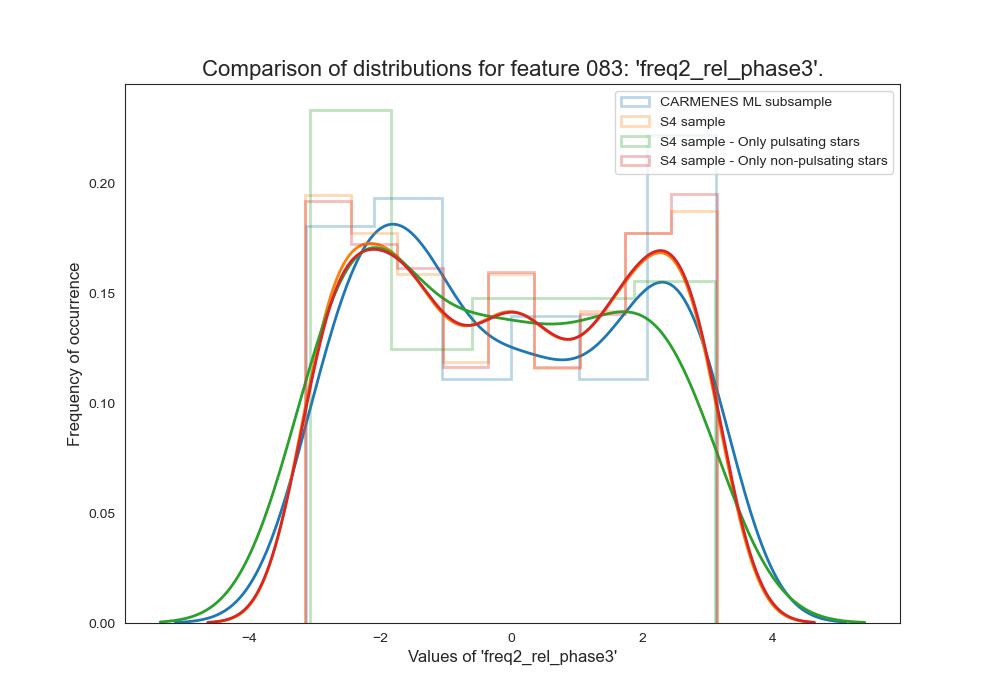 Comparison of distributions for feature 083: 'freq2_rel_phase3'.
CARMENES ML subsample
S4 sample
S4 sample - Only pulsating stars
S4 sample - Only non-pulsating stars
Frequency of occurrence
0.20
0.15
0.10
0.05
0.00
−4 −2 0 2 4
Values of 'freq2_rel_phase3'